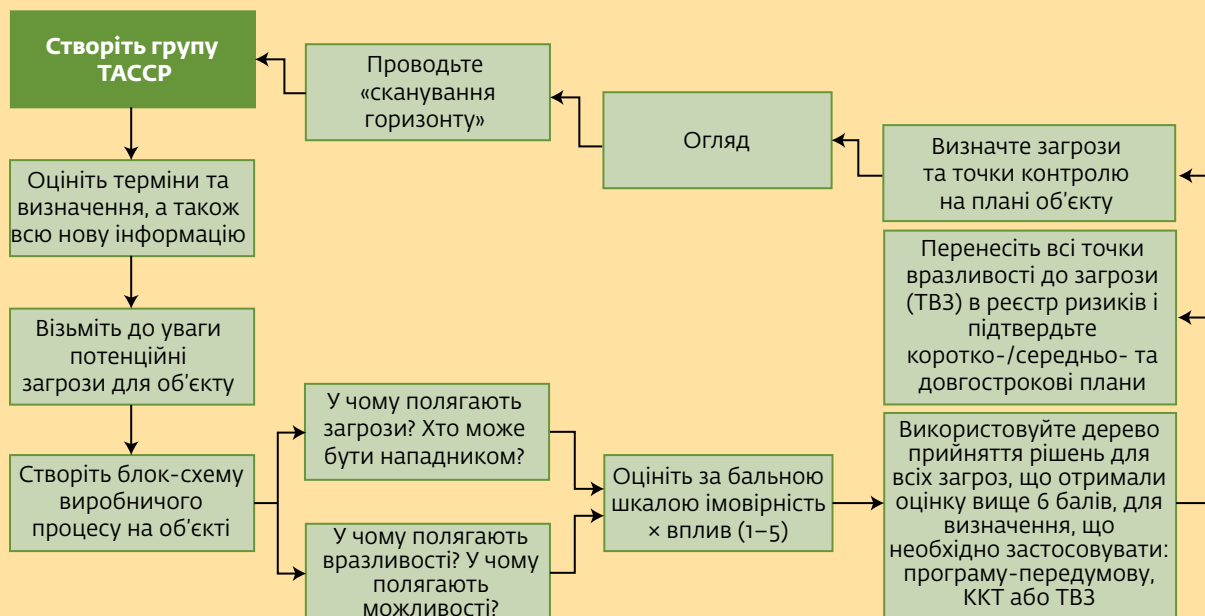 Створіть групу
TACCP
Оцініть терміни та
визначення, а також
всю нову інформацію
Візьміть до уваги
потенційні
загрози для об’єкту
Створіть блок-схему
виробничого
процесу на об’єкті
У чому полягають
загрози? Хто може
бути нападником?
У чому полягають
вразливості? У чому
полягають
можливості?
Оцініть за бальною
шкалою імовірність
× вплив (1–5)
Використовуйте дерево
прийняття рішень для
всіх загроз, що отримали
оцінку вище 6 балів, для
визначення, що
необхідно застосовувати:
програму-передумову,
ККТ або ТВЗ
Перенесіть всі точки
вразливості до загрози
(ТВЗ) в реєстр ризиків і
підтвердьте
коротко-/середньо- та
довгострокові плани
Визначте загрози
та точки контролю
на плані об’єкту
Огляд
Проводьте
«сканування
горизонту»